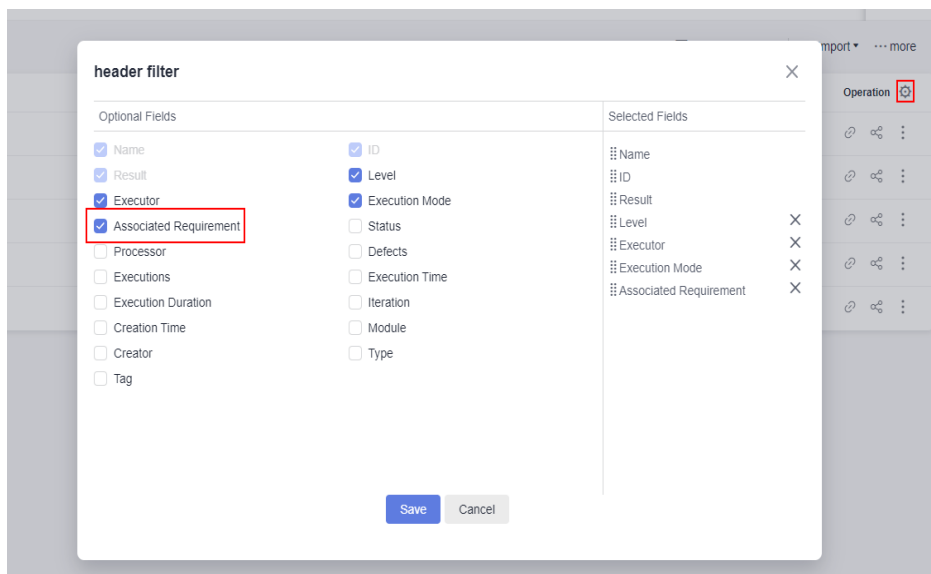 mport ··· more
header filter
Operation
Optional Fields Selected Fields
Name ID
Result Level
Executor Execution Mode
Associated Requirement Status
Processor Defects
Executions Execution Time
Execution Duration Iteration
Creation Time Module
Creator Type
Tag
Name
ID
Result
Level
Executor
Execution Mode
Associated Requirement
Save Cancel